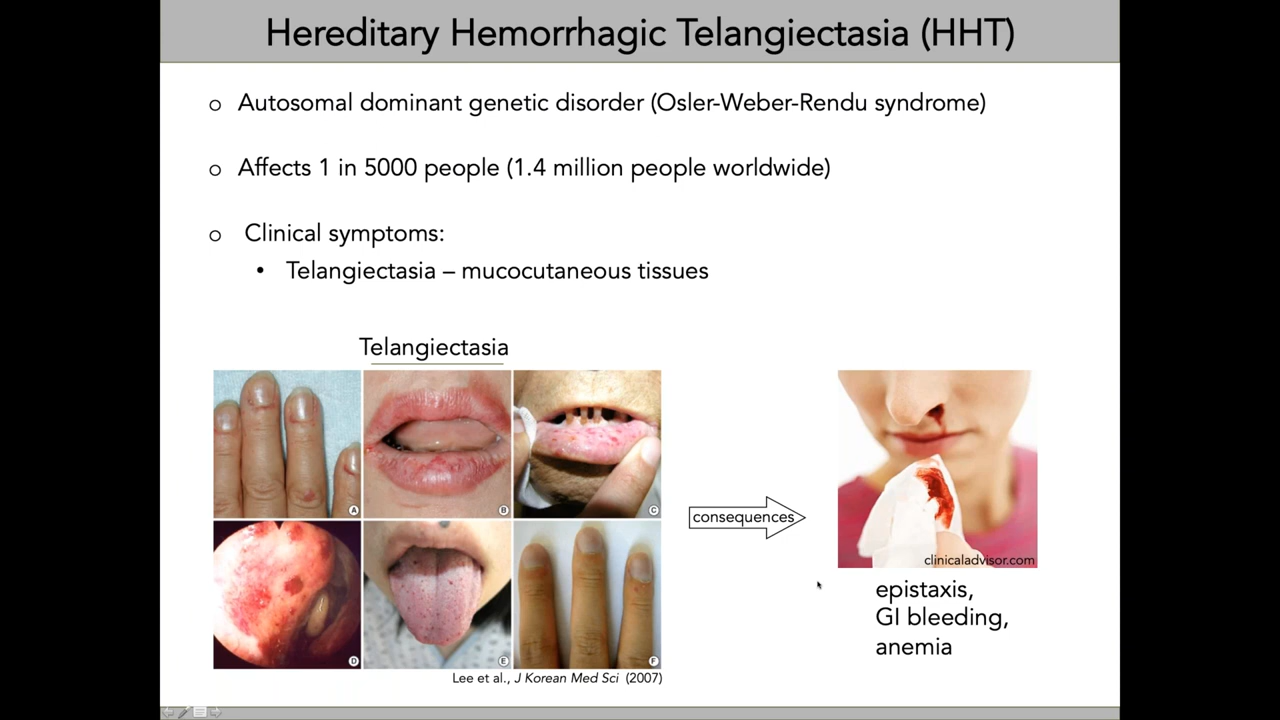 Hereditary Hemorrhagic Telangiectasia (HHT)
o Autosomal dominant genetic disorder (Osler-Weber-Rendu syndrome)
o Affects 1 in 5000 people (1.4 million people worldwide)
o Clinical symptoms:
• Telangiectasia – mucocutaneous tissues
Telangiectasia
A
B
C
D
E
F
Lee et al., J Korean Med Sci (2007)
consequences
clinicaladvisor.com
epistaxis,
GI bleeding,
anemia